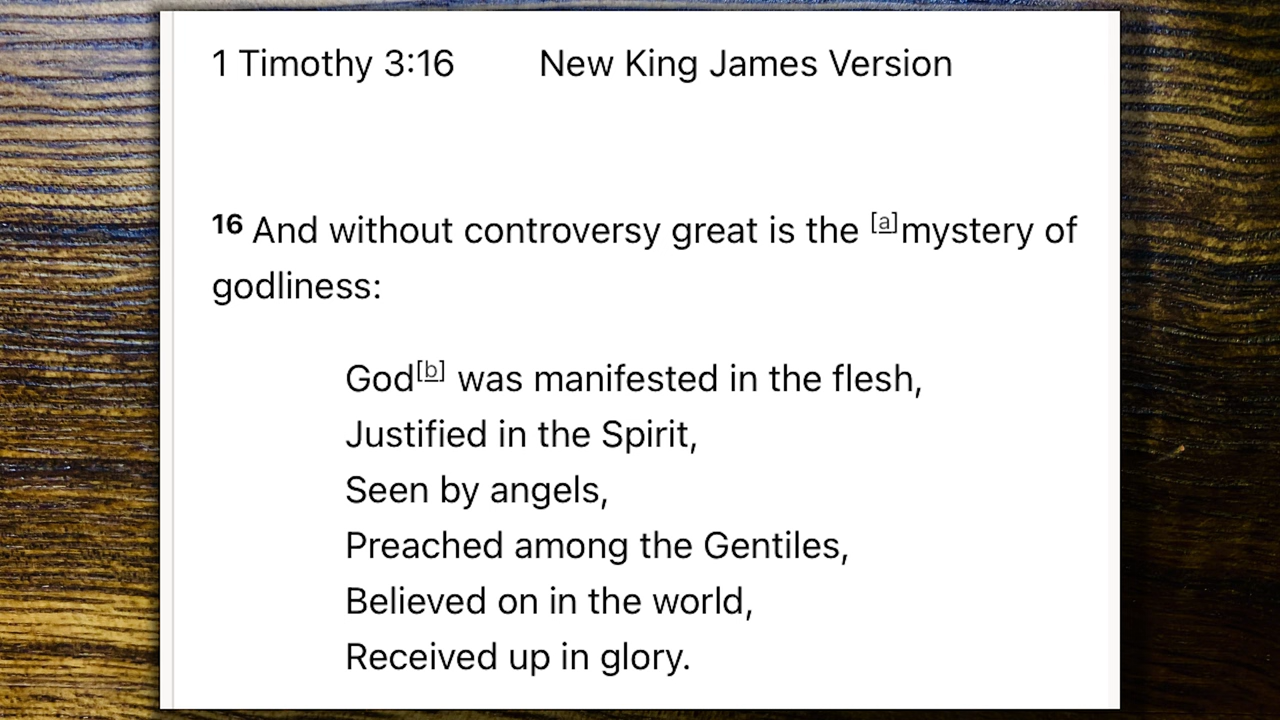 1 Timothy 3:16 New King James Version
16 And without controversy great is the [a]mystery of
godliness:
God[b] was manifested in the flesh,
Justified in the Spirit,
Seen by angels,
Preached among the Gentiles,
Believed on in the world,
Received up in glory.